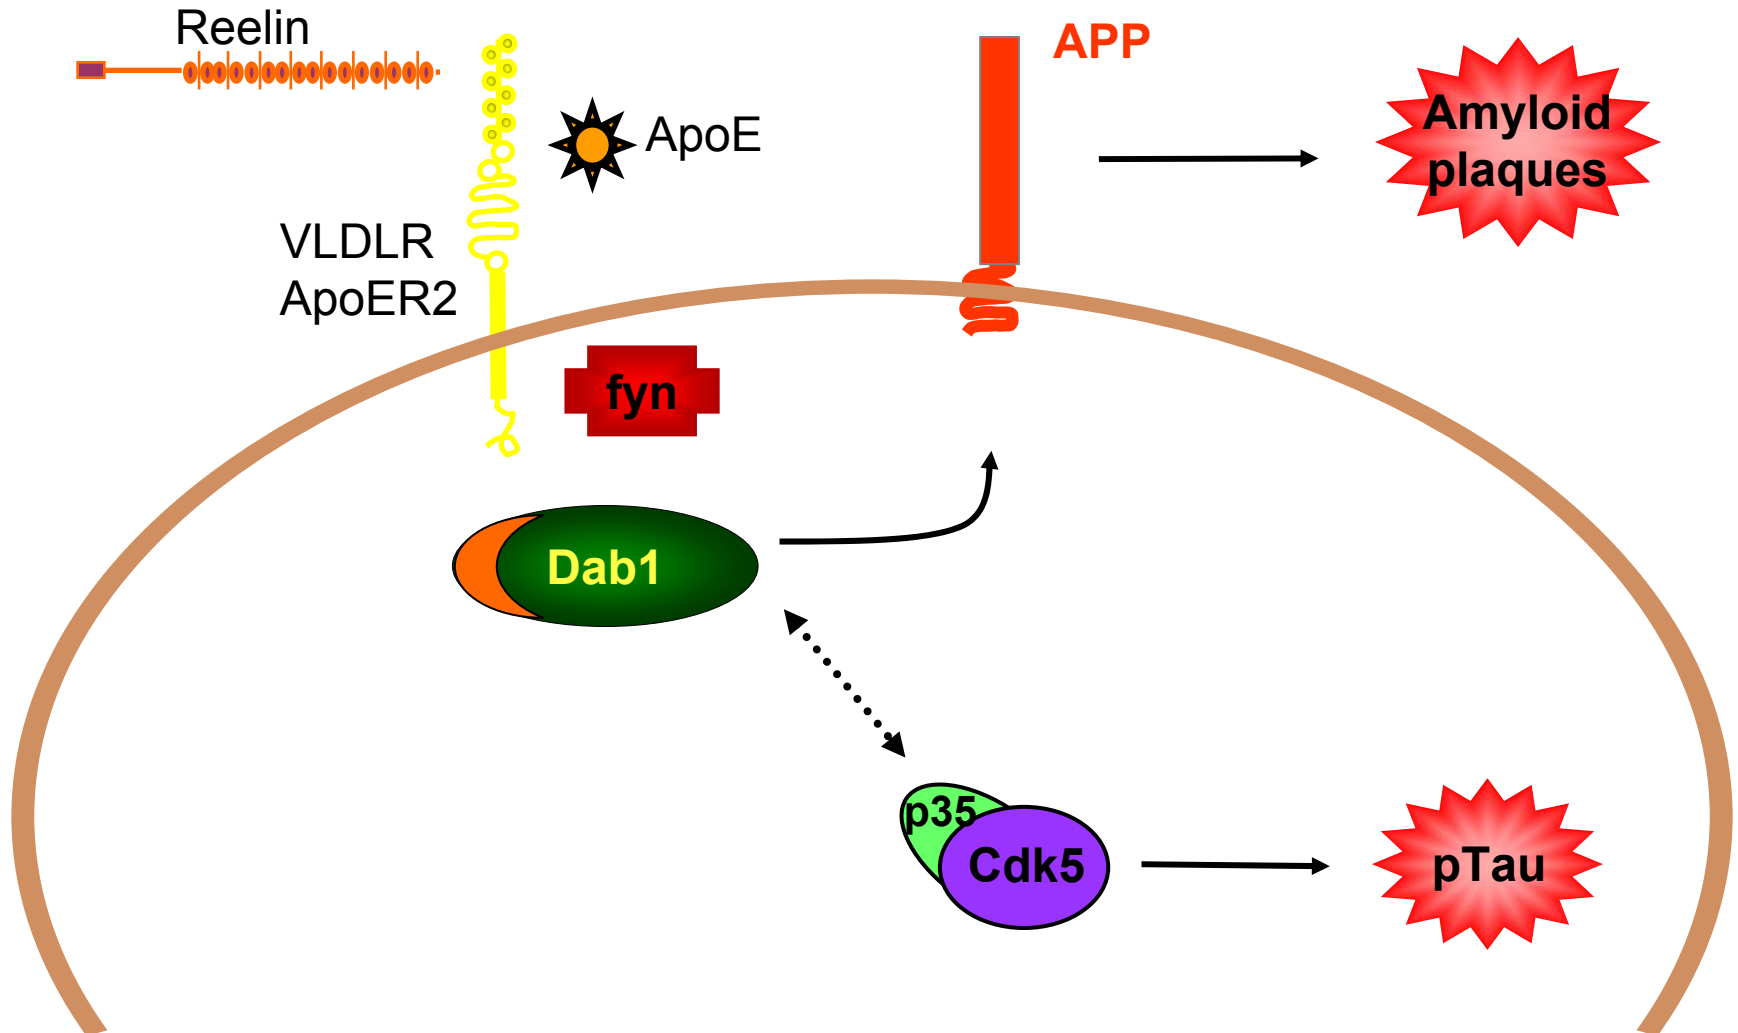 Reelin
APP
ApoE
Amyloid
plaques
VLDLR
ApoER2
fyn
Dab1
p35
Cdk5
pTau